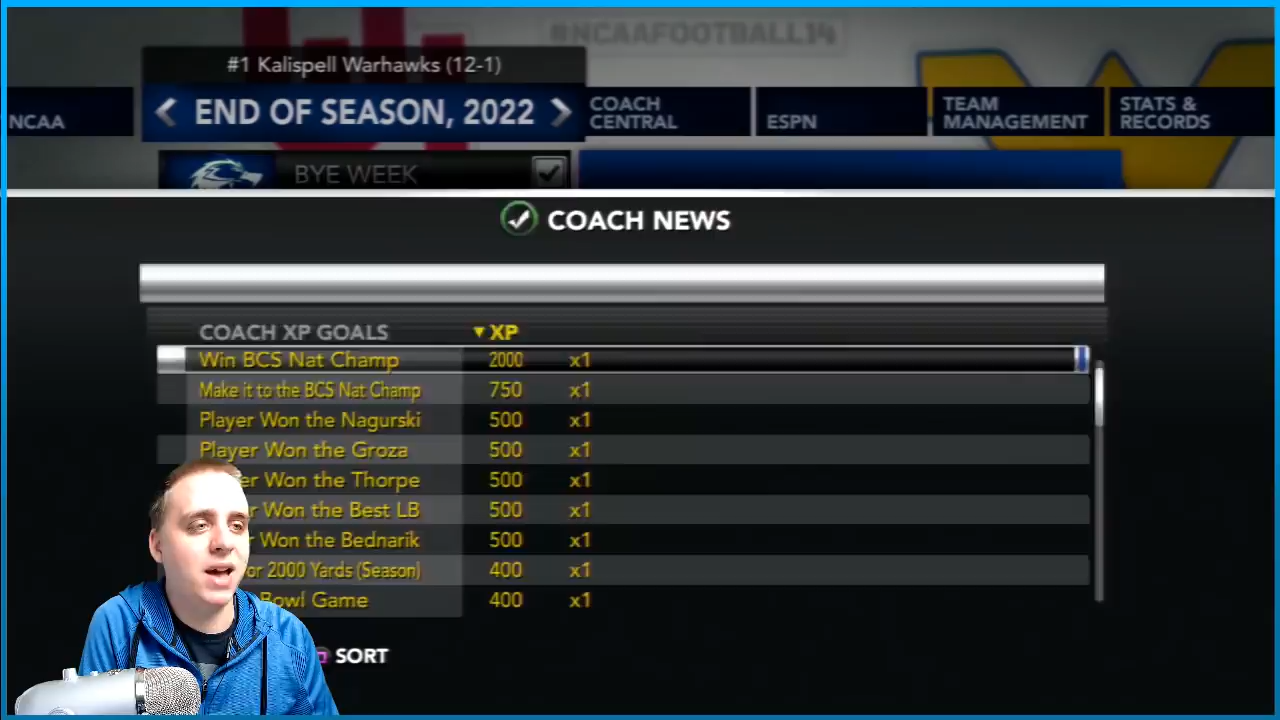 #NCAAFOOTBALL14
#1 Kalispell Warhawks (12-1)
NCAA
END OF SEASON, 2022
COACH CENTRAL
ESPN
TEAM MANAGEMENT
STATS & RECORDS
BYE WEEK
COACH NEWS
COACH XP GOALS XP
Win BCS Nat Champ 2000 x1
Make it to the BCS Nat Champ 750 x1
Player Won the Nagurski 500 x1
Player Won the Groza 500 x1
er Won the Thorpe 500 x1
r Won the Best LB 500 x1
Won the Bednarik 500 x1
or 2000 Yards (Season) 400 x1
Bowl Game 400 x1
SORT